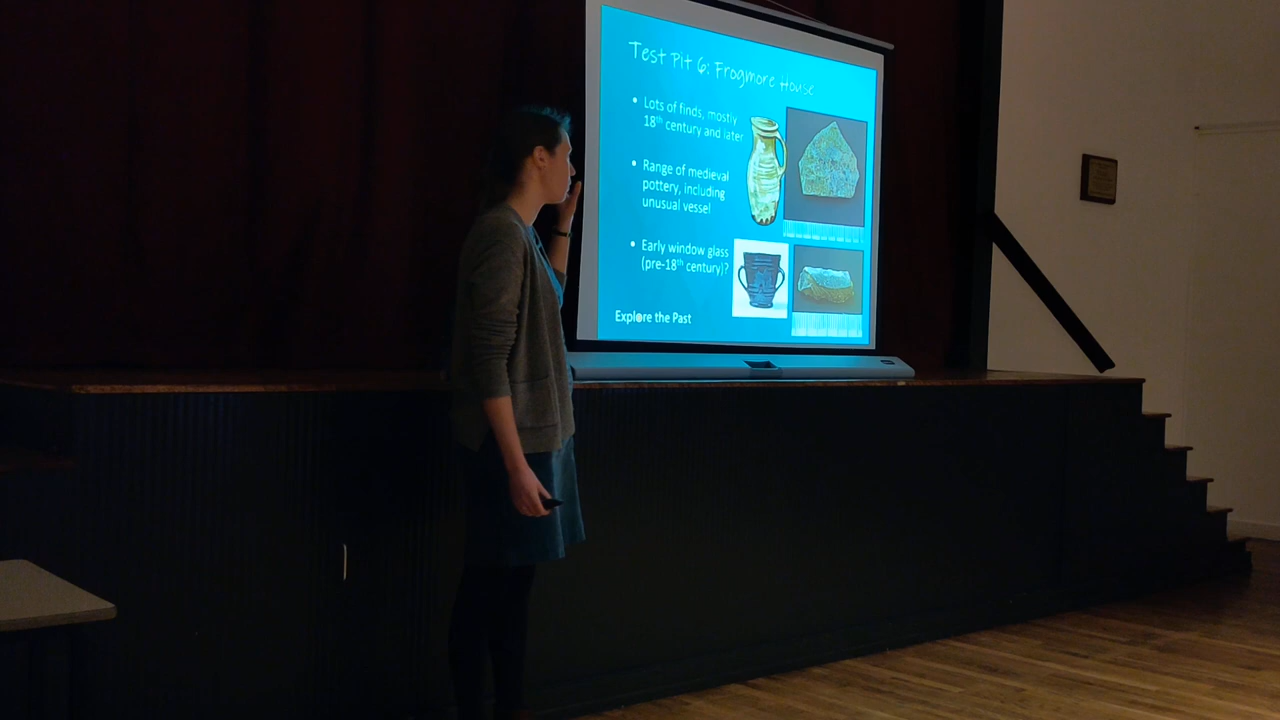 Test Pit 6: Frogmore House
• Lots of finds, mostly
18th century and later
• Range of medieval
pottery, including
unusual vessel
• Early window glass
(pre-18th century)?
Explore the Past